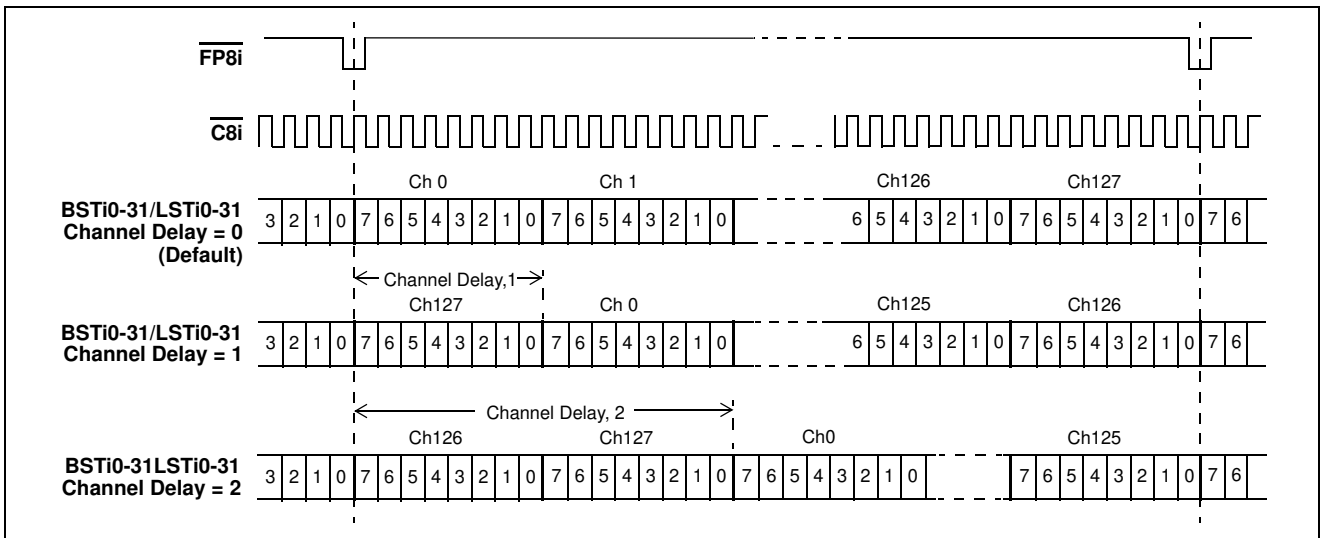 FP8i
C8i
Ch 0 Ch 1 Ch126 Ch127
BSTi0-31/LSTi0-31
Channel Delay = 0
(Default)
3 2 1 0 7 6 5 4 3 2 1 0 7 6 5 4 3 2 1 0 6 5 4 3 2 1 0 7 6 5 4 3 2 1 0 7 6
Channel Delay,1
Ch127 Ch 0 Ch125 Ch126
BSTi0-31/LSTi0-31
Channel Delay = 1
3 2 1 0 7 6 5 4 3 2 1 0 7 6 5 4 3 2 1 0 6 5 4 3 2 1 0 7 6 5 4 3 2 1 0 7 6
Channel Delay, 2
Ch126 Ch127 Ch0 Ch125
BSTi0-31LSTi0-31
Channel Delay = 2
3 2 1 0 7 6 5 4 3 2 1 0 7 6 5 4 3 2 1 0 7 6 5 4 3 2 1 0 7 6 5 4 3 2 1 0 7 6